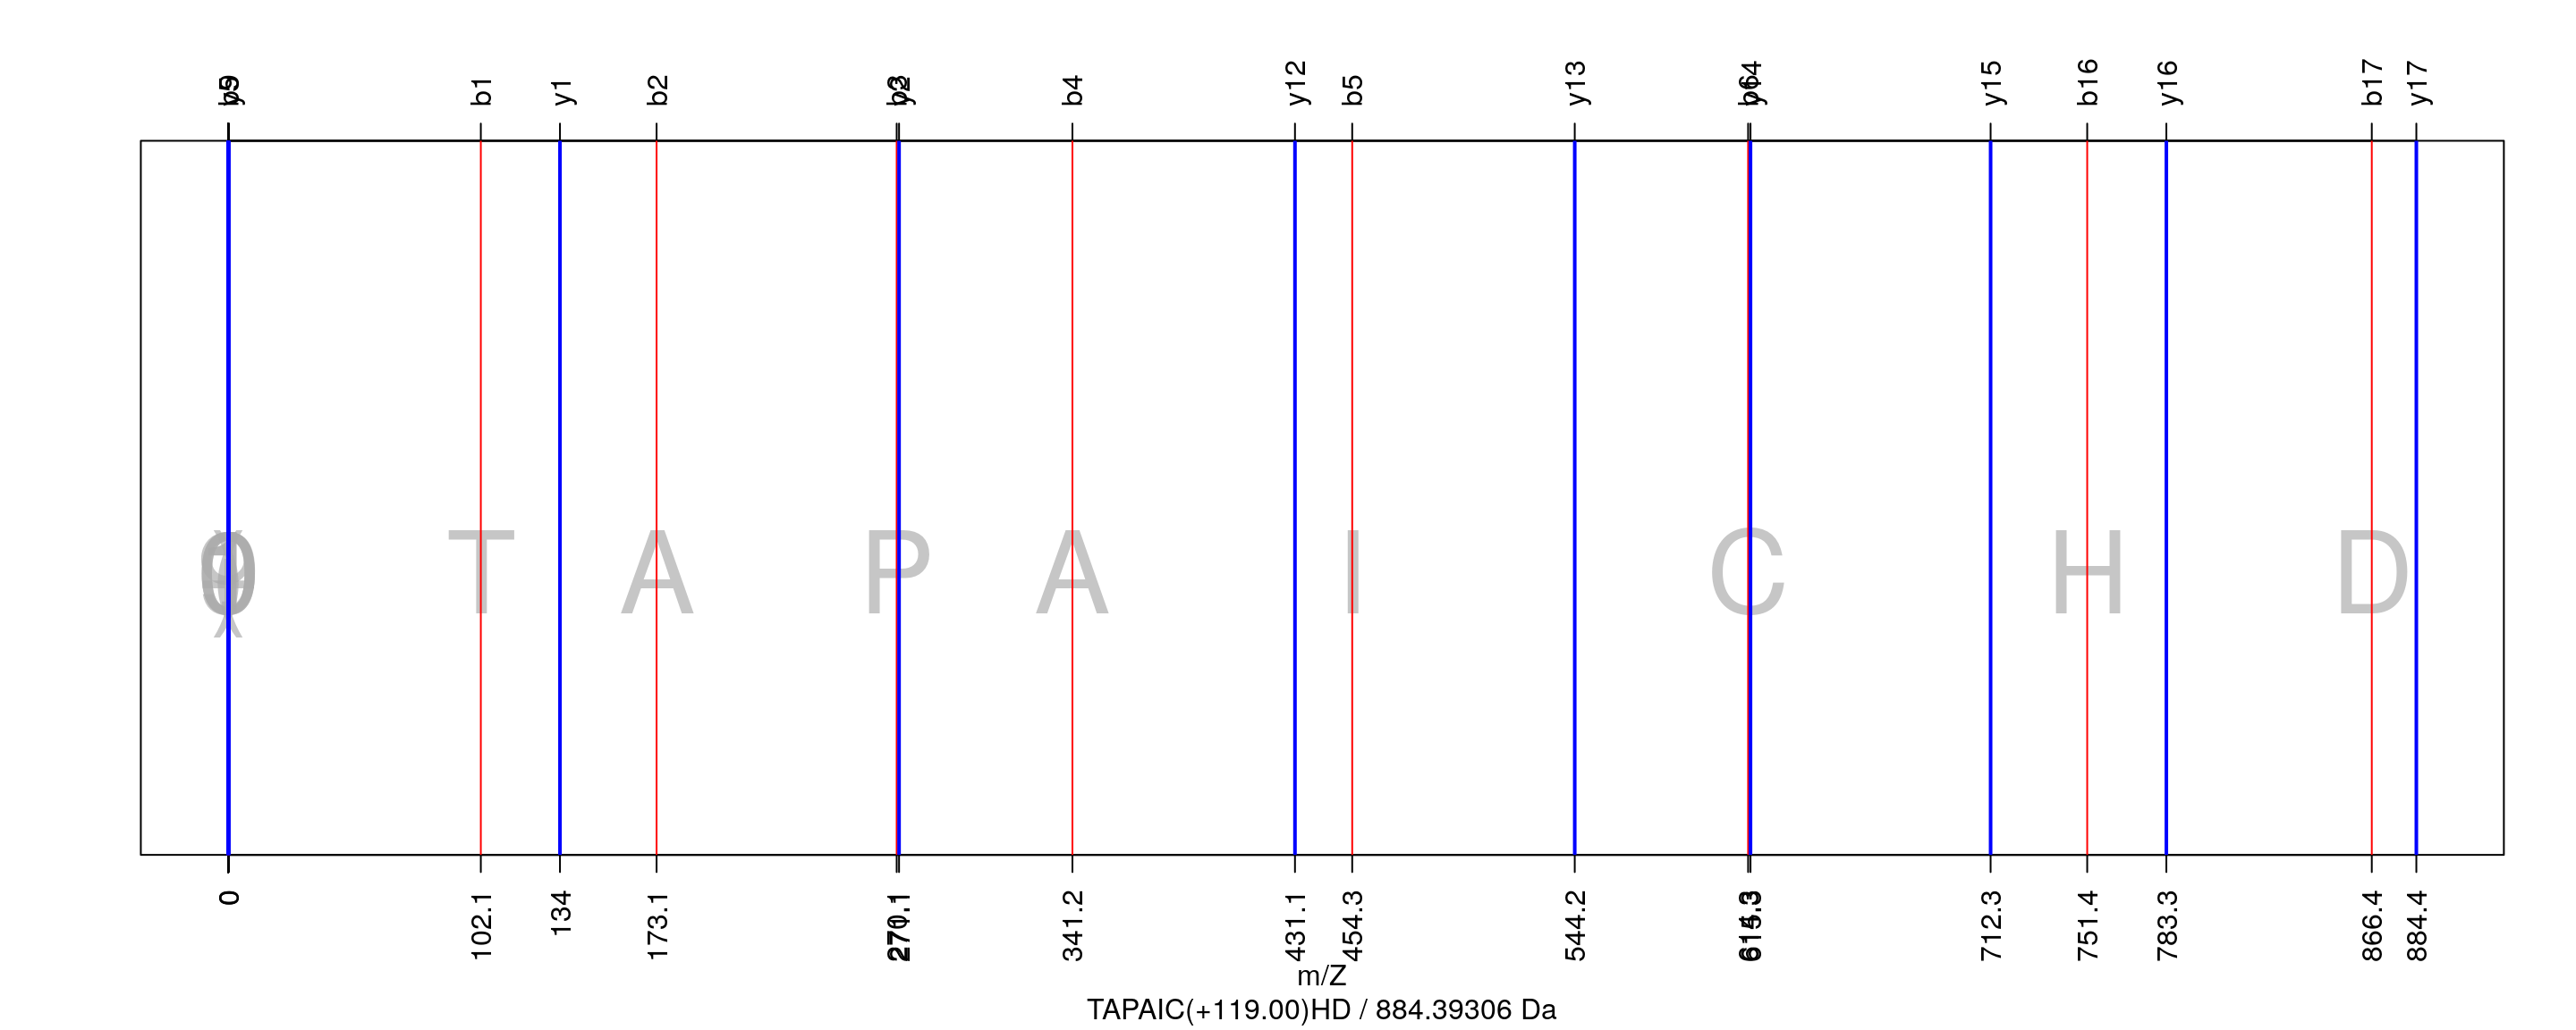 b1 y1 b2 b4 y12 b5 y13 y15 b16 y16 b17 y17
T A P A I C H D
0 102.1 134 173.1 341.2 431.1 454.3 544.2 712.3 751.4 783.3 866.4 884.4
m/Z
TAPAIC(+119.00)HD / 884.39306 Da